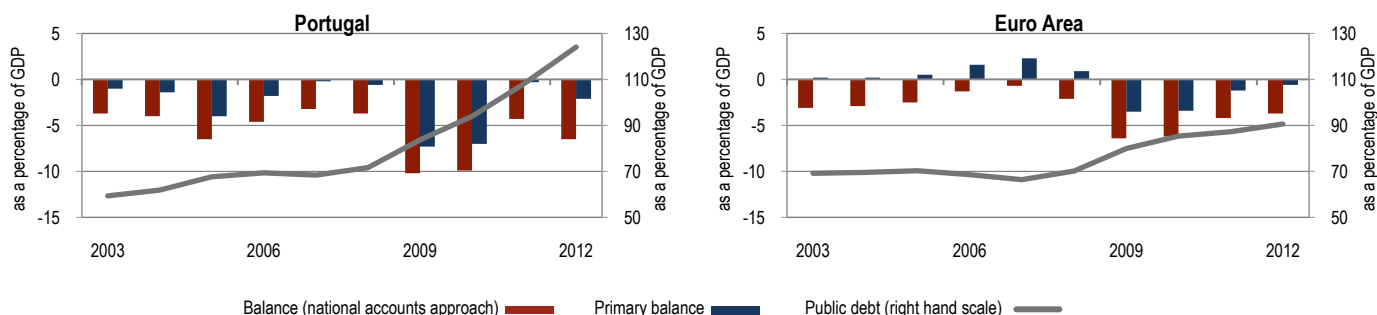 Portugal
as a percentage of GDP
5
0
-5
-10
-15
130
110
90
70
50
as a percentage of GDP
2003 2006 2009 2012
Euro Area
as a percentage of GDP
5
0
-5
-10
-15
130
110
90
70
50
as a percentage of GDP
2003 2006 2009 2012
Balance (national accounts approach) Primary balance Public debt (right hand scale)